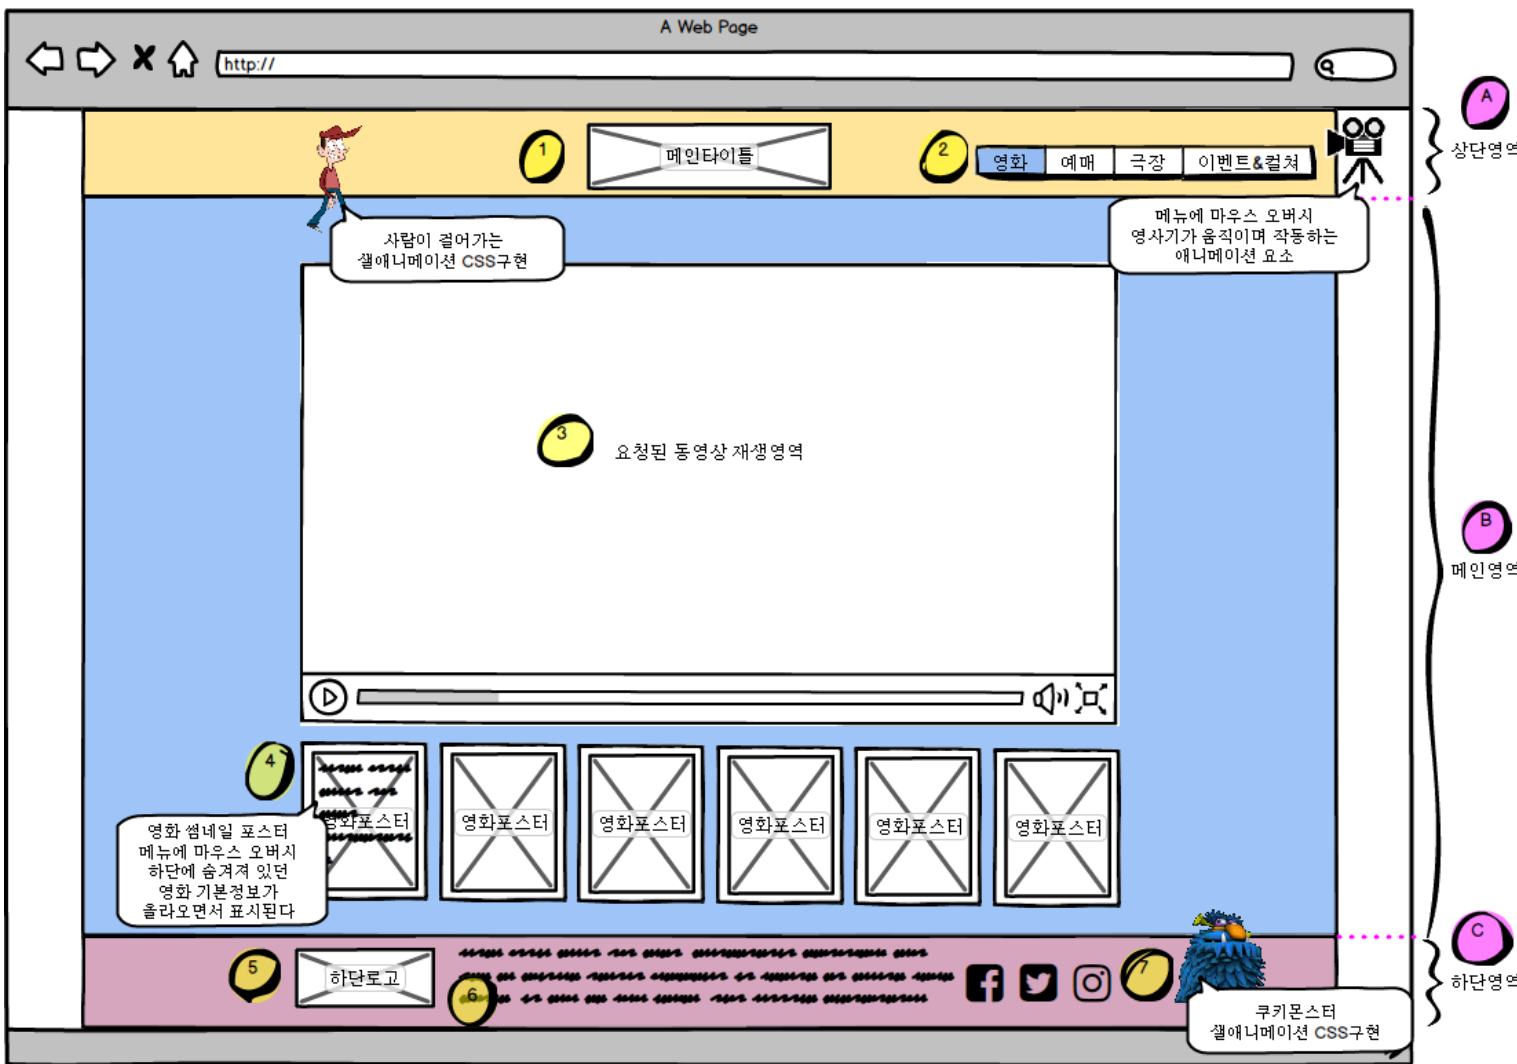 A Web Page
http://
A
상단영역
1
메인타이틀
2
영화 예매 극장 이벤트&컬쳐
사람이 걸어가는
셀애니메이션 CSS구현
메뉴에 마우스 오버시
영사기가 움직이며 작동하는
애니메이션 요소
3
요청된 동영상 재생영역
B
메인영역
4
영화포스터 영화포스터 영화포스터 영화포스터 영화포스터 영화포스터
영화 썸네일 포스터
메뉴에 마우스 오버시
하단에 숨겨져 있던
영화 기본정보가
올라오면서 표시된다
C
하단영역
5
하단로고
6
7
쿠키몬스터
셀애니메이션 CSS구현